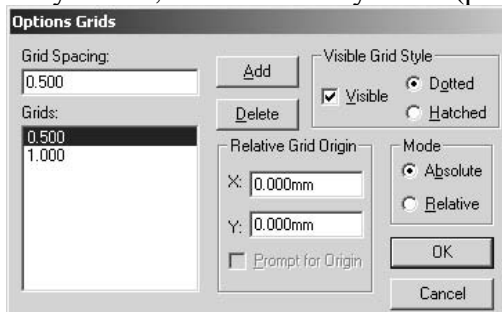 Options Grids
Grid Spacing:
0.500
Grids:
0.500
1.000
Add
Delete
Visible Grid Style
Visible
Dotted
Hatched
Relative Grid Origin
X: 0.000mm
Y: 0.000mm
Prompt for Origin
Mode
Absolute
Relative
OK
Cancel